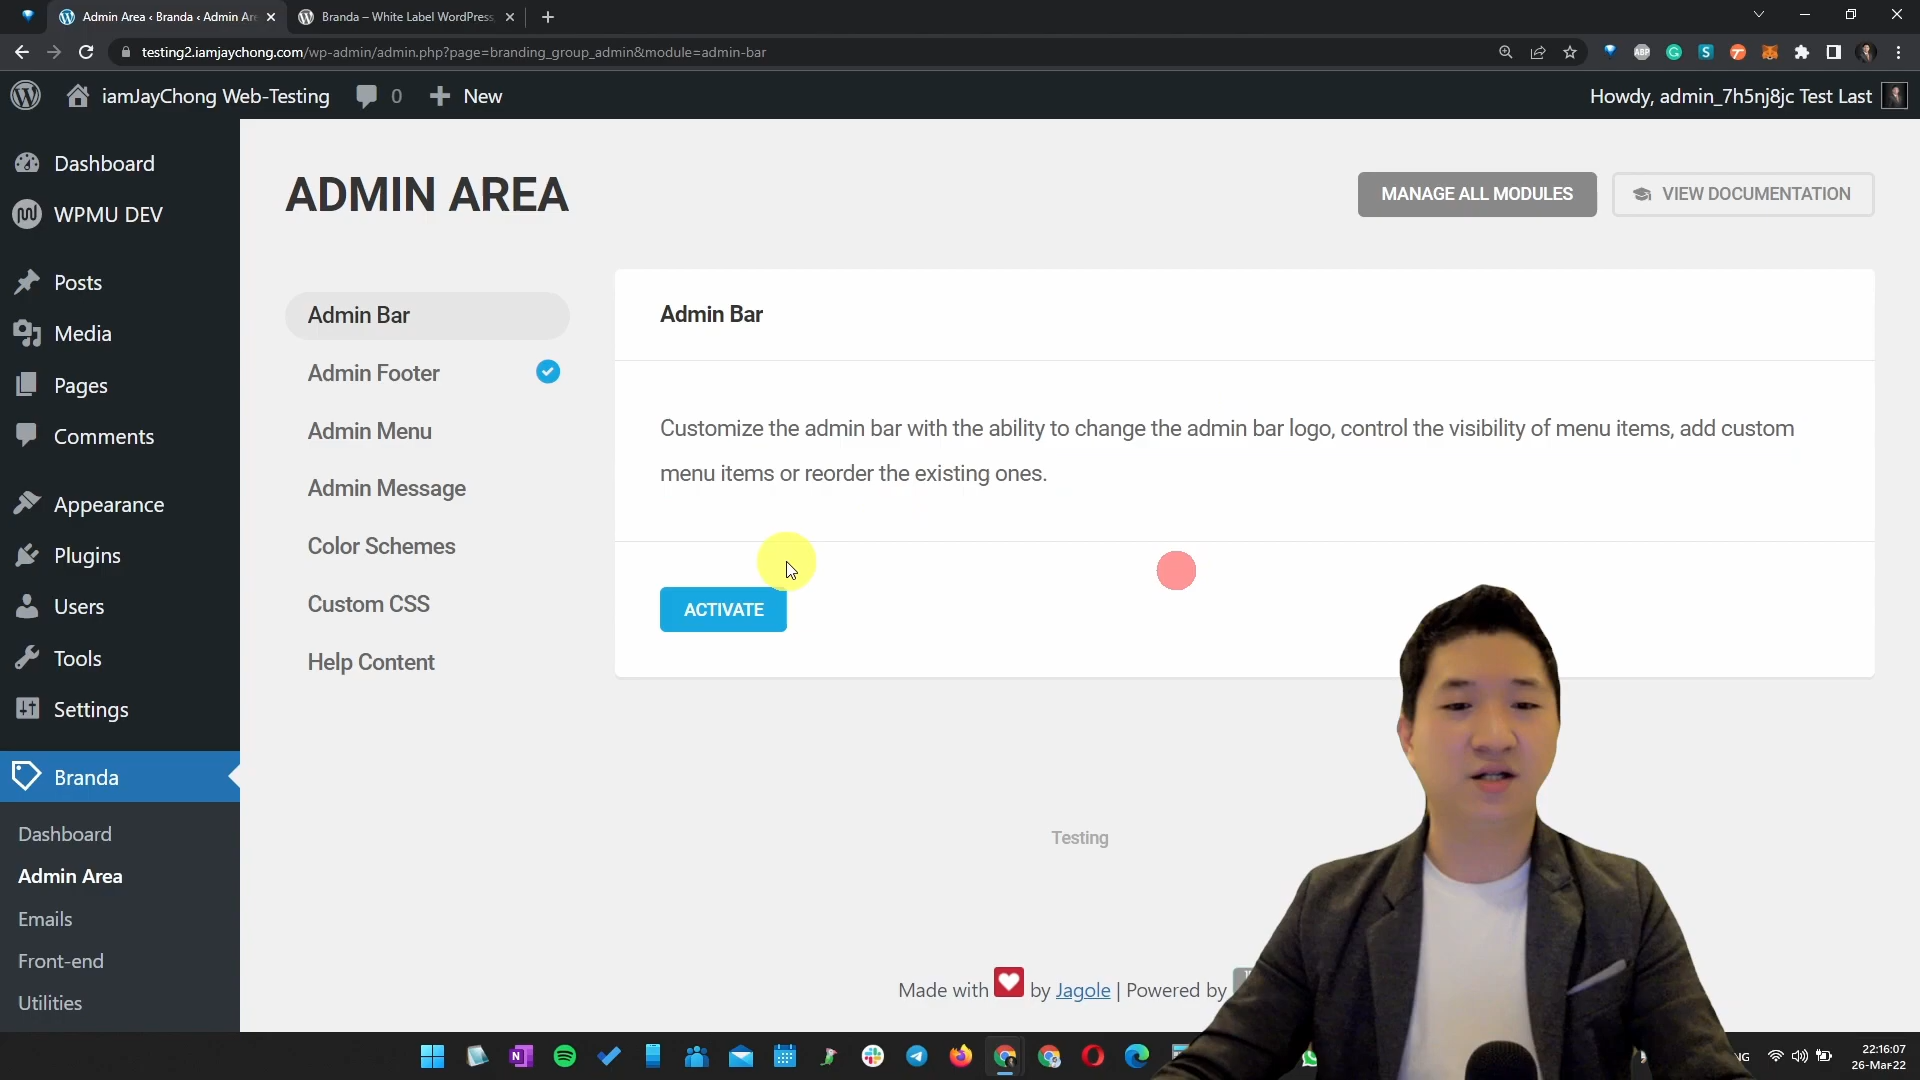 Admin Area ‹ Branda ‹ Admin Are
Branda – White Label WordPress,
testing2.iamjaychong.com/wp-admin/admin.php?page=branding_group_admin&module=admin-bar
iamJayChong Web-Testing
0
New
Howdy, admin_7h5nj8jc Test Last
Dashboard
WPMU DEV
Posts
Media
Pages
Comments
Appearance
Plugins
Users
Tools
Settings
Branda
Dashboard
Admin Area
Emails
Front-end
Utilities
ADMIN AREA
MANAGE ALL MODULES
VIEW DOCUMENTATION
Admin Bar
Admin Footer
Admin Menu
Admin Message
Color Schemes
Custom CSS
Help Content
Admin Bar
Customize the admin bar with the ability to change the admin bar logo, control the visibility of menu items, add custom
menu items or reorder the existing ones.
ACTIVATE
Testing
Made with by Jagole | Powered by
22:16:07
26-Mar-22